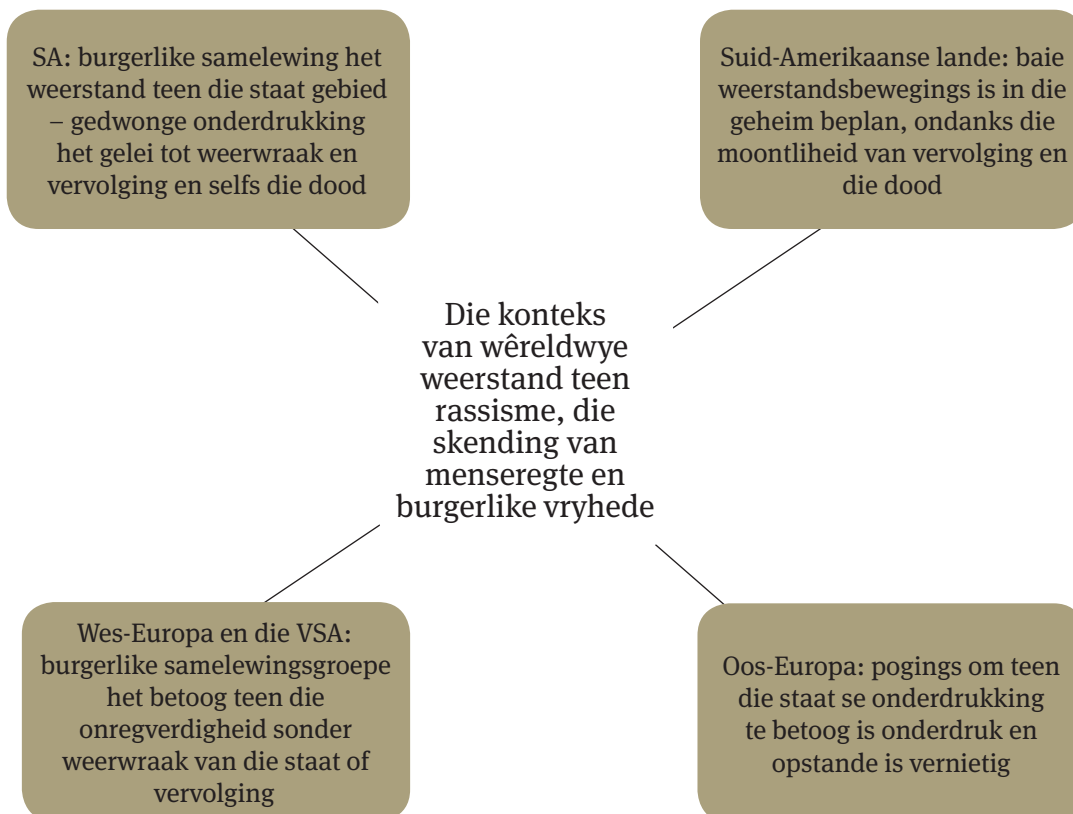 SA: burgerlike samelewing het
weerstand teen die staat gebied
– gedwonge onderdrukking
het gelei tot weerwraak en
vervolging en selfs die dood
Suid-Amerikaanse lande: baie
weerstandsbewegings is in die
geheim beplan, ondanks die
moontliheid van vervolging en
die dood
Die konteks
van wêreldwye
weerstand teen
rassisme, die
skending van
menseregte en
burgerlike vryhede
Wes-Europa en die VSA:
burgerlike samelewingsgroepe
het betoog teen die
onregverdigheid sonder
weerwraak van die staat of
vervolging
Oos-Europa: pogings om teen
die staat se onderdrukking
te betoog is onderdruk en
opstande is vernietig